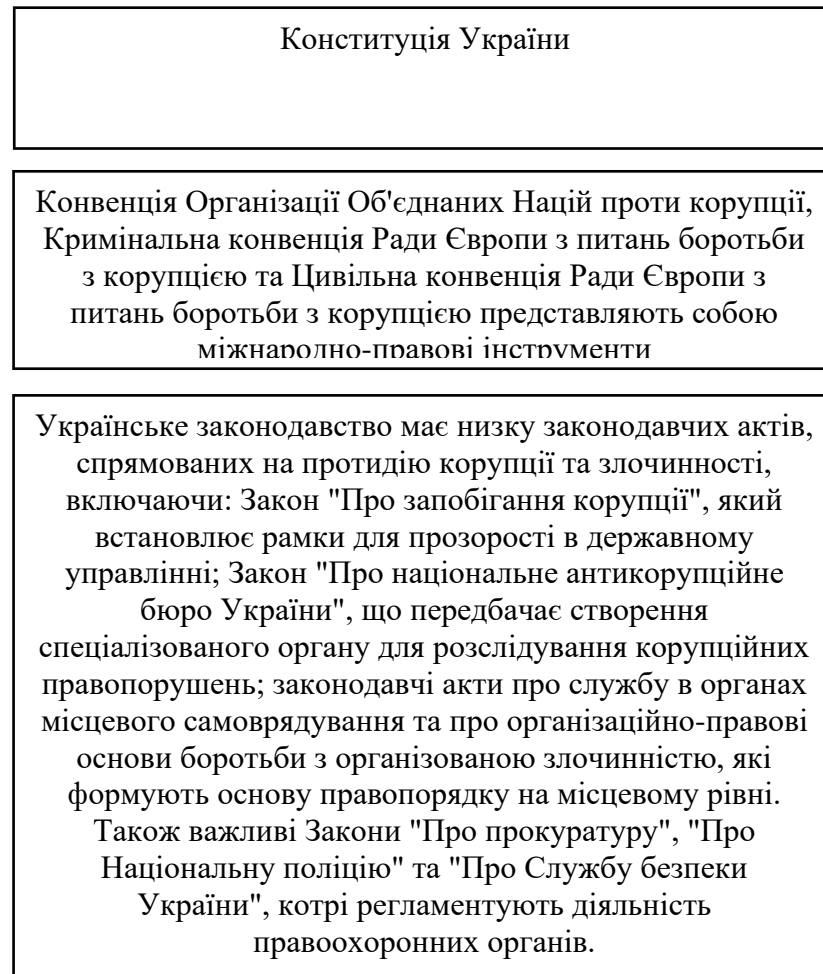 Конституція України
Конвенція Організації Об'єднаних Націй проти корупції,
Кримінальна конвенція Ради Європи з питань боротьби
з корупцією та Цивільна конвенція Ради Європи з
питань боротьби з корупцією представляють собою
міжнародно-правові інструменти
Українське законодавство має низку законодавчих актів,
спрямованих на протидію корупції та злочинності,
включаючи: Закон "Про запобігання корупції", який
встановлює рамки для прозорості в державному
управлінні; Закон "Про національне антикорупційне
бюро України", що передбачає створення
спеціалізованого органу для розслідування корупційних
правопорушень; законодавчі акти про службу в органах
місцевого самоврядування та про організаційно-правові
основи боротьби з організованою злочинністю, які
формують основу правопорядку на місцевому рівні.
Також важливі Закони "Про прокуратуру", "Про
Національну поліцію" та "Про Службу безпеки
України", котрі регламентують діяльність
правоохоронних органів.